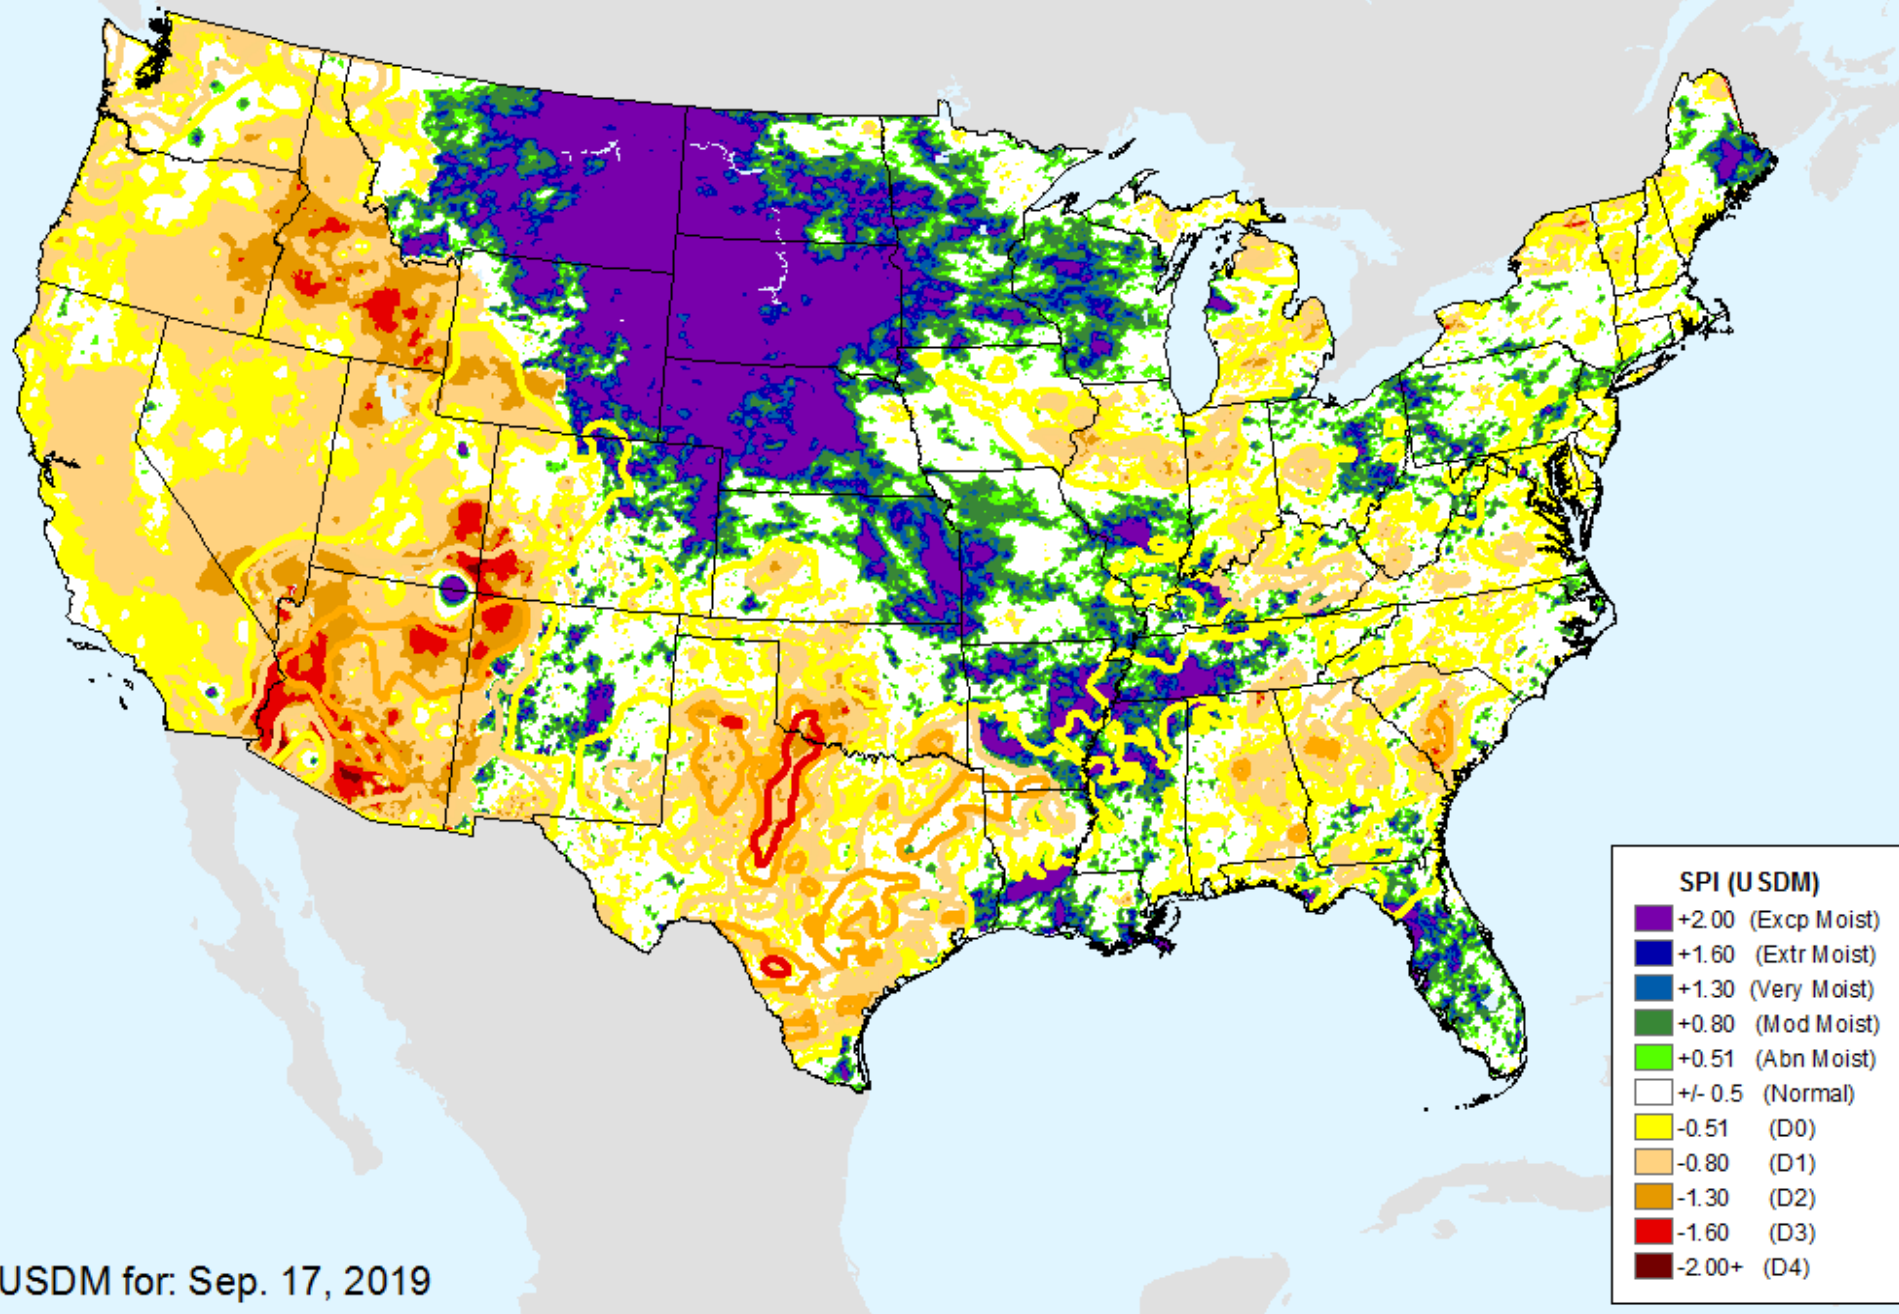 SPI (USDM)
+2.00 (Excp Moist)
+1.60 (Extr Moist)
+1.30 (Very Moist)
+0.80 (Mod Moist)
+0.51 (Abn Moist)
+/- 0.5 (Normal)
-0.51 (D0)
-0.80 (D1)
-1.30 (D2)
-1.60 (D3)
-2.00+ (D4)
USDM for: Sep. 17, 2019